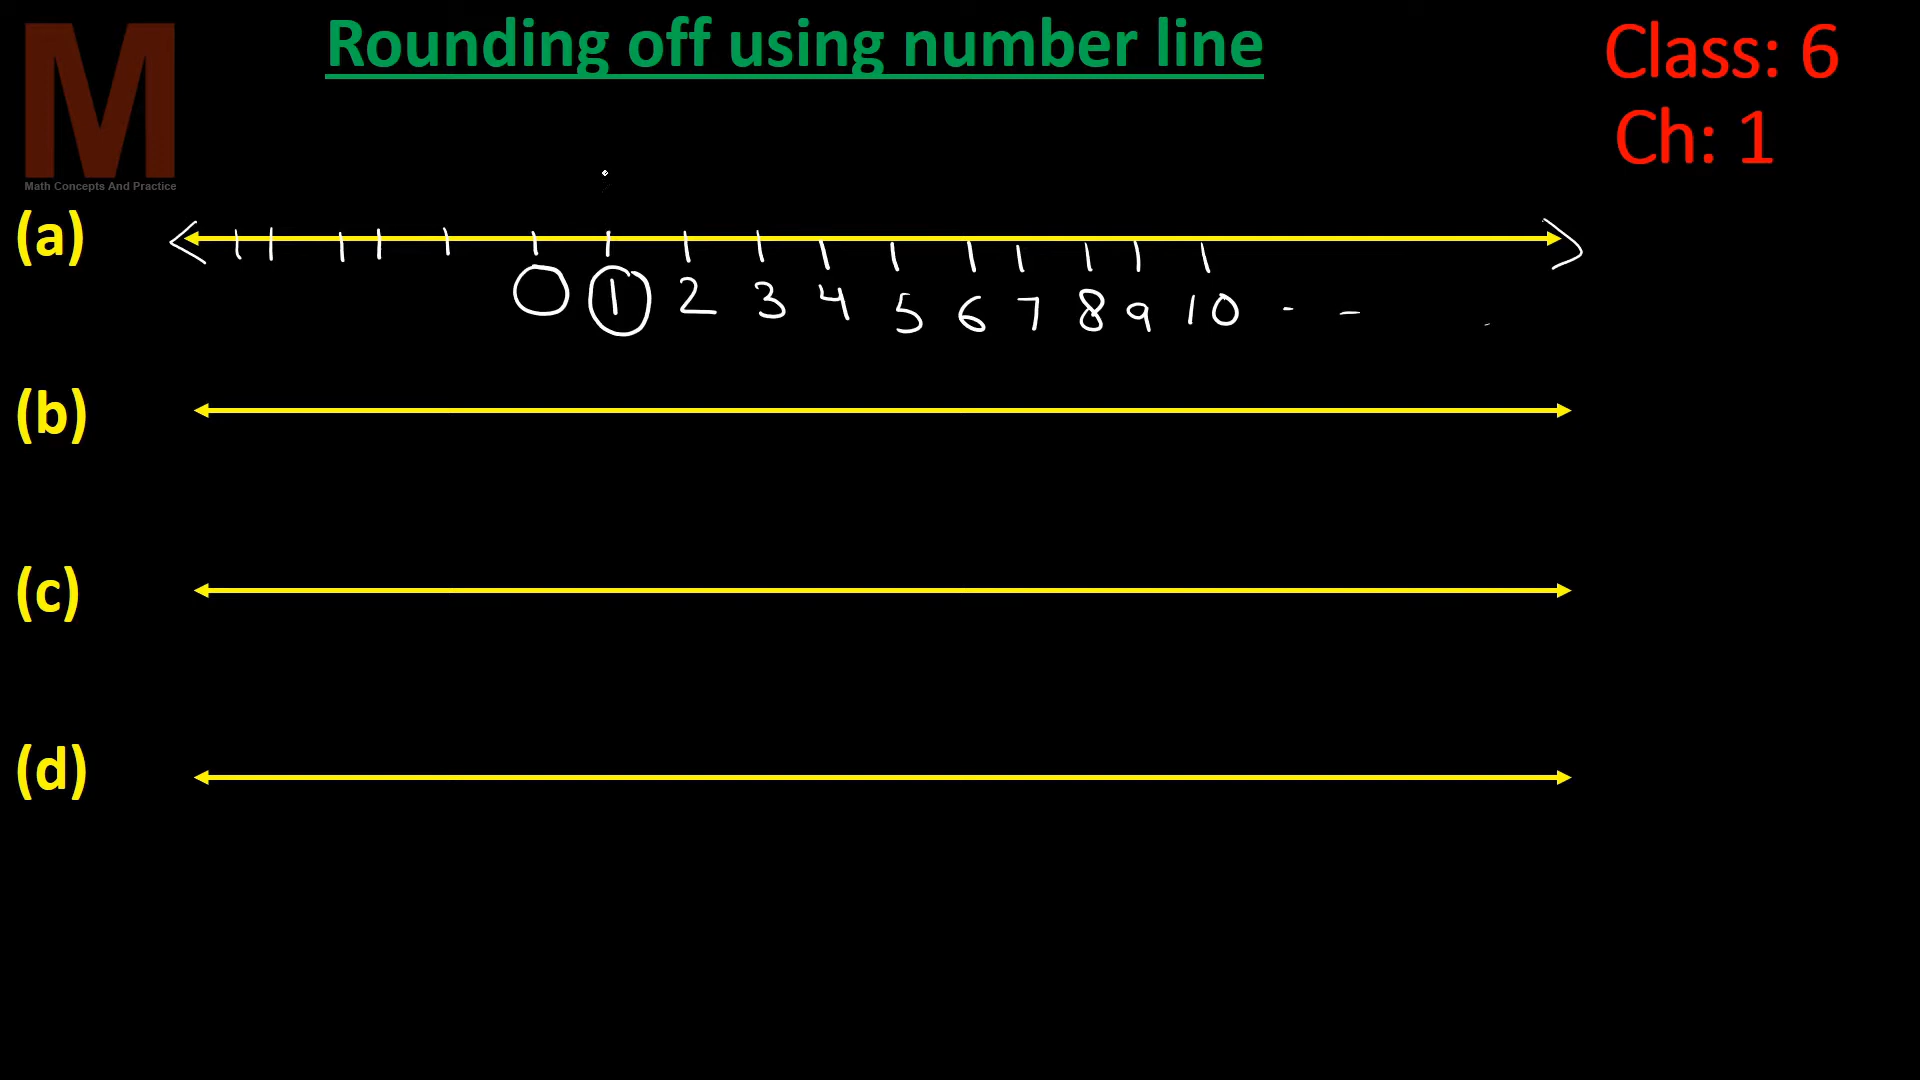 M
Math Concepts And Practice
Rounding off using number line
Class: 6
Ch: 1
(a)
0 1 2 3 4 5 6 7 8 9 10 - -
(b)
(c)
(d)